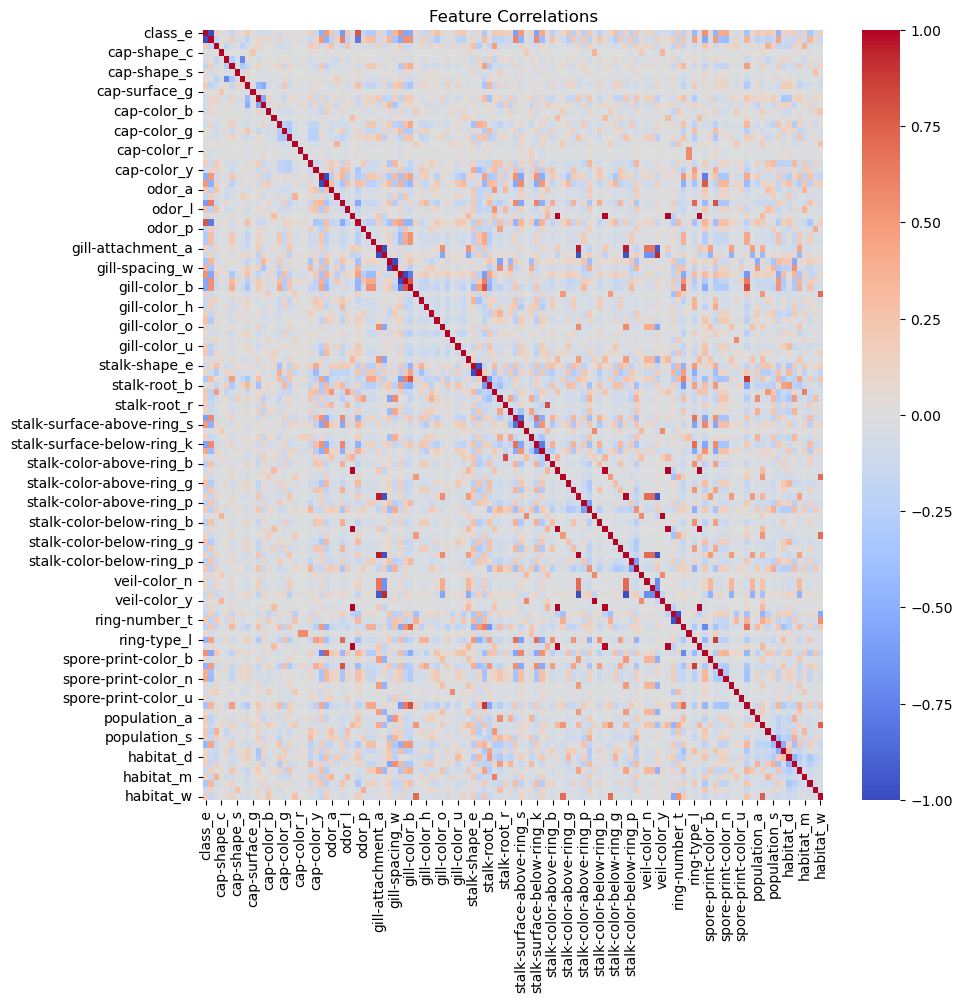 Feature Correlations
class_e
cap-shape_c
cap-shape_s
cap-surface_g
cap-color_b
cap-color_g
cap-color_r
cap-color_y
odor_a
odor_l
odor_p
gill-attachment_a
gill-spacing_w
gill-color_b
gill-color_h
gill-color_o
gill-color_u
stalk-shape_e
stalk-root_b
stalk-root_r
stalk-surface-above-ring_s
stalk-surface-below-ring_k
stalk-color-above-ring_b
stalk-color-above-ring_g
stalk-color-above-ring_p
stalk-color-below-ring_b
stalk-color-below-ring_g
stalk-color-below-ring_p
veil-color_n
veil-color_y
ring-number_t
ring-type_l
spore-print-color_b
spore-print-color_n
spore-print-color_u
population_a
population_s
habitat_d
habitat_m
habitat_w
class_e
cap-shape_c
cap-shape_s
cap-surface_g
cap-color_b
cap-color_g
cap-color_r
cap-color_y
odor_a
odor_l
odor_p
gill-attachment_a
gill-spacing_w
gill-color_b
gill-color_h
gill-color_o
gill-color_u
stalk-shape_e
stalk-root_b
stalk-root_r
stalk-surface-above-ring_s
stalk-surface-below-ring_k
stalk-color-above-ring_b
stalk-color-above-ring_g
stalk-color-above-ring_p
stalk-color-below-ring_b
stalk-color-below-ring_g
stalk-color-below-ring_p
veil-color_n
veil-color_y
ring-number_t
ring-type_l
spore-print-color_b
spore-print-color_n
spore-print-color_u
population_a
population_s
habitat_d
habitat_m
habitat_w
1.00
0.75
0.50
0.25
0.00
−0.25
−0.50
−0.75
−1.00